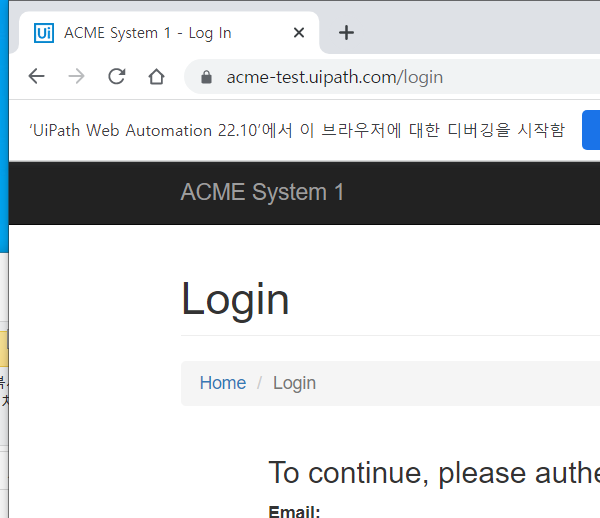 Ui ACME System 1 - Log In
acme-test.uipath.com/login
‘UiPath Web Automation 22.10’에서 이 브라우저에 대한 디버깅을 시작함
ACME System 1
Login
Home / Login
To continue, please authe
Email: